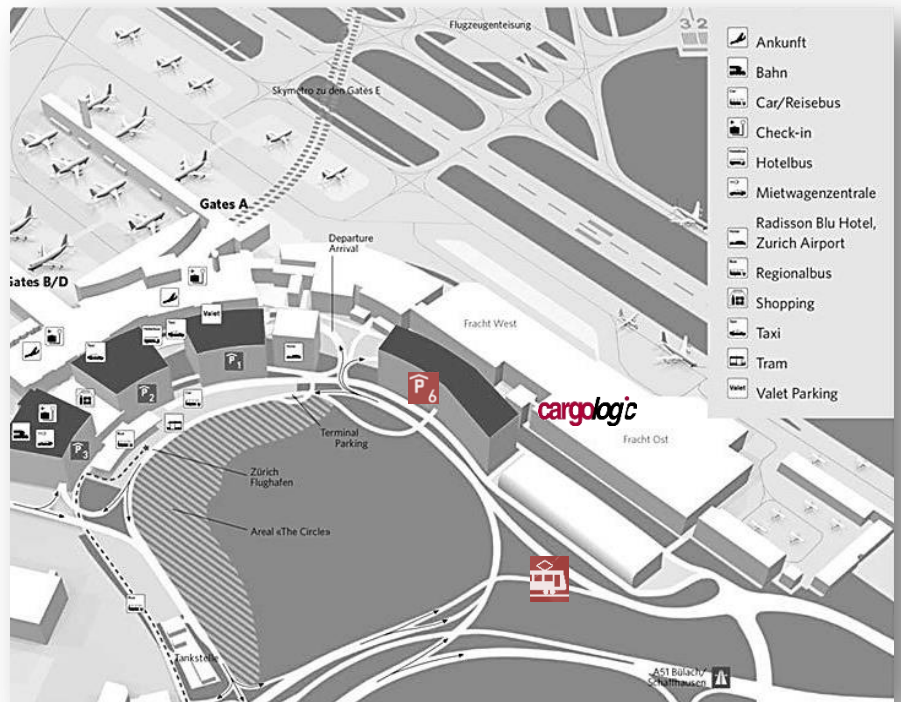 Flugzeugenteisung
32
Skymetro zu den Gates E
Gates A
Departure
Arrival
Gates B/D
Valet
Fracht West
P1
P2
P3
P6
cargologic
Fracht Ost
Terminal
Parking
Zürich
Flughafen
Areal «The Circle»
Tankstelle
A51 Bülach/
Schaffhausen
Ankunft
Bahn
Car/Reisebus
Check-in
Hotelbus
Mietwagenzentrale
Radisson Blu Hotel,
Zurich Airport
Regionalbus
Shopping
Taxi
Tram
Valet
Valet Parking